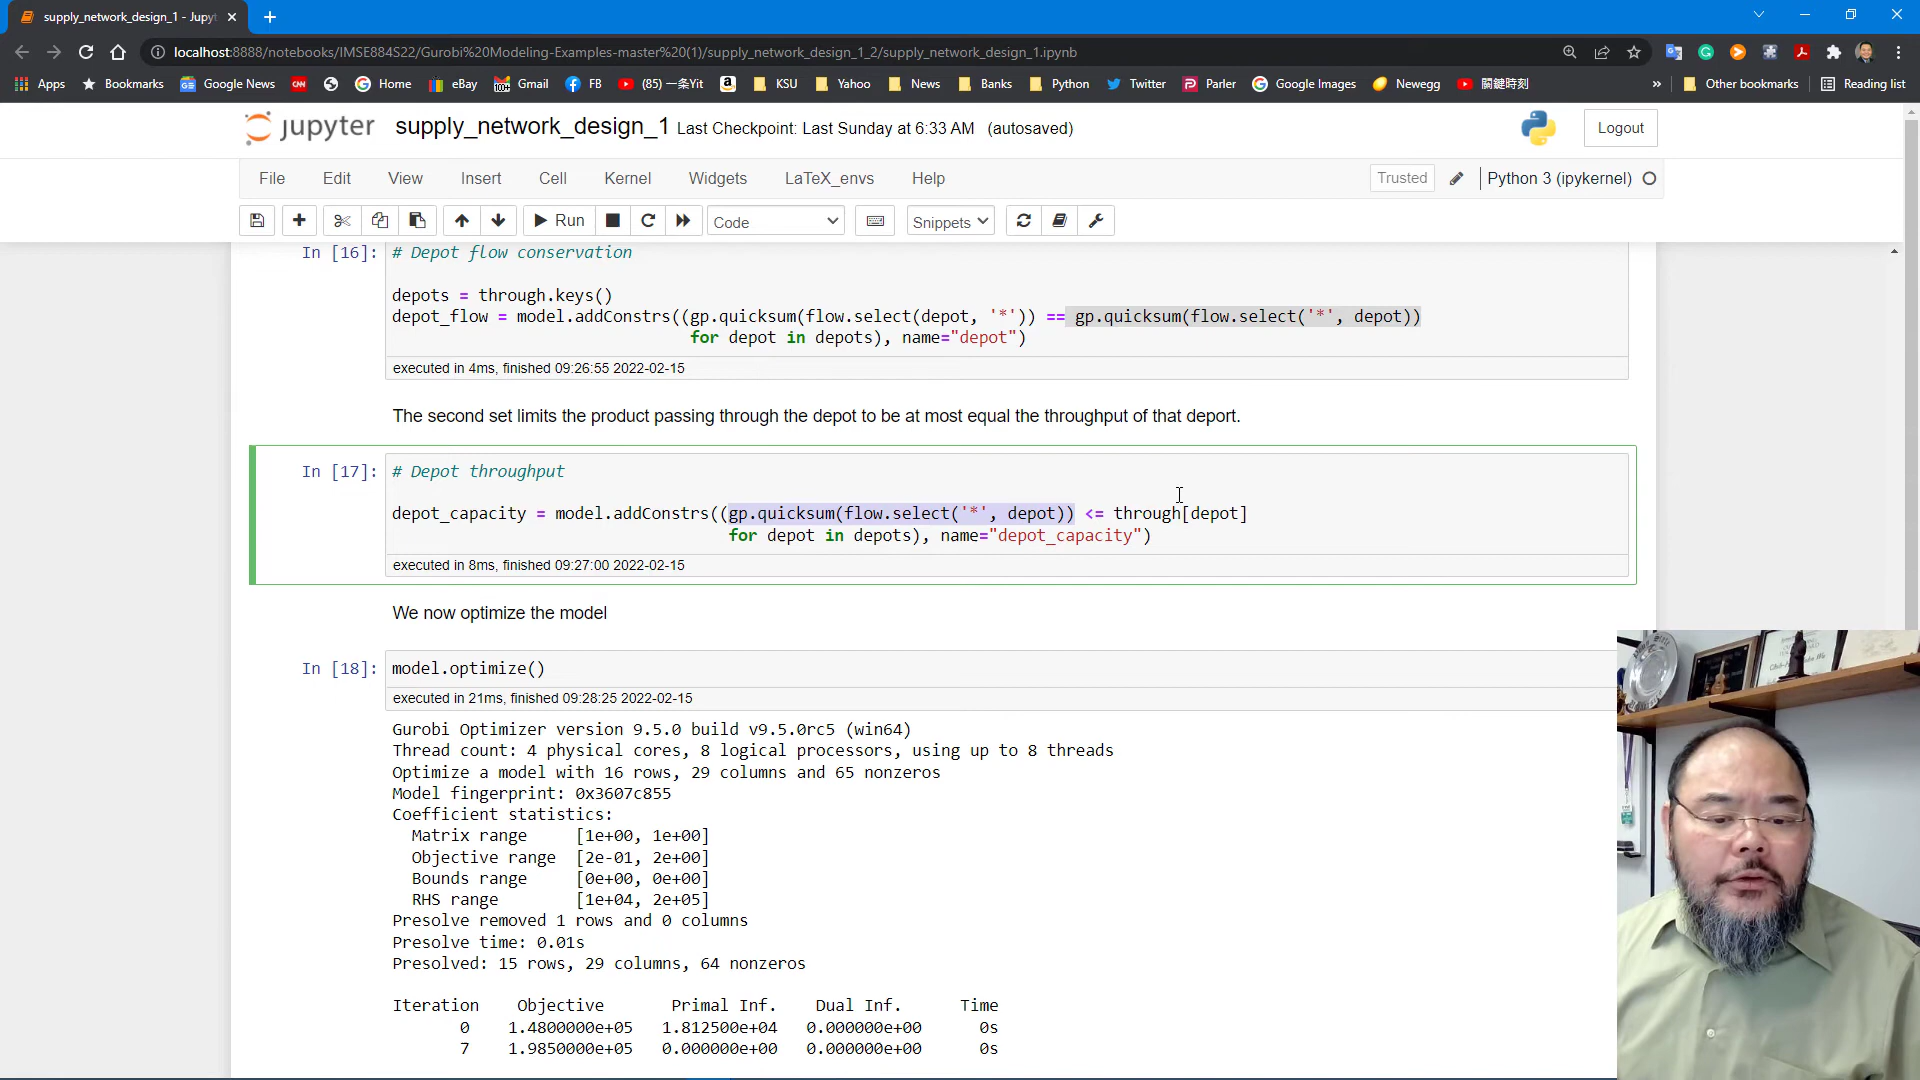 supply_network_design_1 - Jupyt
localhost:8888/notebooks/IMSE884S22/Gurobi%20Modeling-Examples-master%20(1)/supply_network_design_1_2/supply_network_design_1.ipynb
Apps Bookmarks Google News Home eBay Gmail FB (85) 一条Yit KSU Yahoo News Banks Python Twitter Parler Google Images Newegg 關鍵時刻 » Other bookmarks Reading list
jupyter supply_network_design_1 Last Checkpoint: Last Sunday at 6:33 AM (autosaved) Logout
File Edit View Insert Cell Kernel Widgets LaTeX_envs Help Trusted Python 3 (ipykernel)
Run Code Snippets
In [16]: # Depot flow conservation
depots = through.keys()
depot_flow = model.addConstrs((gp.quicksum(flow.select(depot, '*')) == gp.quicksum(flow.select('*', depot))
for depot in depots), name="depot")
executed in 4ms, finished 09:26:55 2022-02-15
The second set limits the product passing through the depot to be at most equal the throughput of that deport.
In [17]: # Depot throughput
depot_capacity = model.addConstrs((gp.quicksum(flow.select('*', depot)) <= through[depot]
for depot in depots), name="depot_capacity")
executed in 8ms, finished 09:27:00 2022-02-15
We now optimize the model
In [18]: model.optimize()
executed in 21ms, finished 09:28:25 2022-02-15
Gurobi Optimizer version 9.5.0 build v9.5.0rc5 (win64)
Thread count: 4 physical cores, 8 logical processors, using up to 8 threads
Optimize a model with 16 rows, 29 columns and 65 nonzeros
Model fingerprint: 0x3607c855
Coefficient statistics:
Matrix range [1e+00, 1e+00]
Objective range [2e-01, 2e+00]
Bounds range [0e+00, 0e+00]
RHS range [1e+04, 2e+05]
Presolve removed 1 rows and 0 columns
Presolve time: 0.01s
Presolved: 15 rows, 29 columns, 64 nonzeros
Iteration Objective Primal Inf. Dual Inf. Time
0 1.4800000e+05 1.812500e+04 0.000000e+00 0s
7 1.9850000e+05 0.000000e+00 0.000000e+00 0s